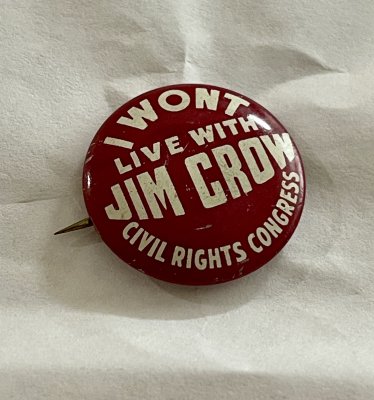 I WONT
LIVE WITH
JIM CROW
CIVIL RIGHTS CONGRESS